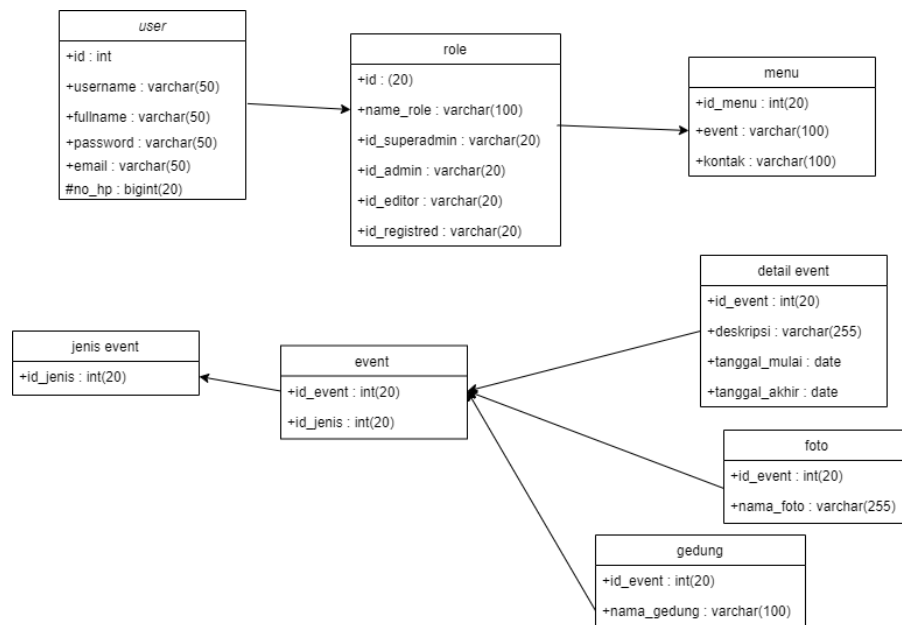 user
+id : int
+username : varchar(50)
+fullname : varchar(50)
+password : varchar(50)
+email : varchar(50)
#no_hp : bigint(20)
role
+id : (20)
+name_role : varchar(100)
+id_superadmin : varchar(20)
+id_admin : varchar(20)
+id_editor : varchar(20)
+id_registred : varchar(20)
menu
+id_menu : int(20)
+event : varchar(100)
+kontak : varchar(100)
jenis event
+id_jenis : int(20)
event
+id_event : int(20)
+id_jenis : int(20)
detail event
+id_event : int(20)
+deskripsi : varchar(255)
+tanggal_mulai : date
+tanggal_akhir : date
foto
+id_event : int(20)
+nama_foto : varchar(255)
gedung
+id_event : int(20)
+nama_gedung : varchar(100)